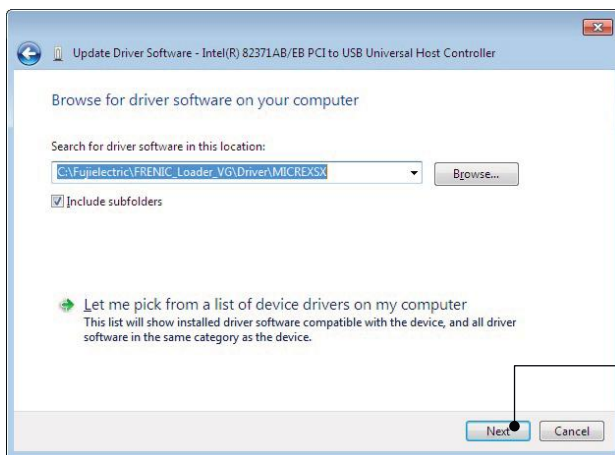 Update Driver Software - Intel(R) 82371AB/EB PCI to USB Universal Host Controller
Browse for driver software on your computer
Search for driver software in this location:
C:\Fujielectric\FRENIC_Loader_VG\Driver\MICREXSX
Browse...
Include subfolders
Let me pick from a list of device drivers on my computer
This list will show installed driver software compatible with the device, and all driver
software in the same category as the device.
Next
Cancel